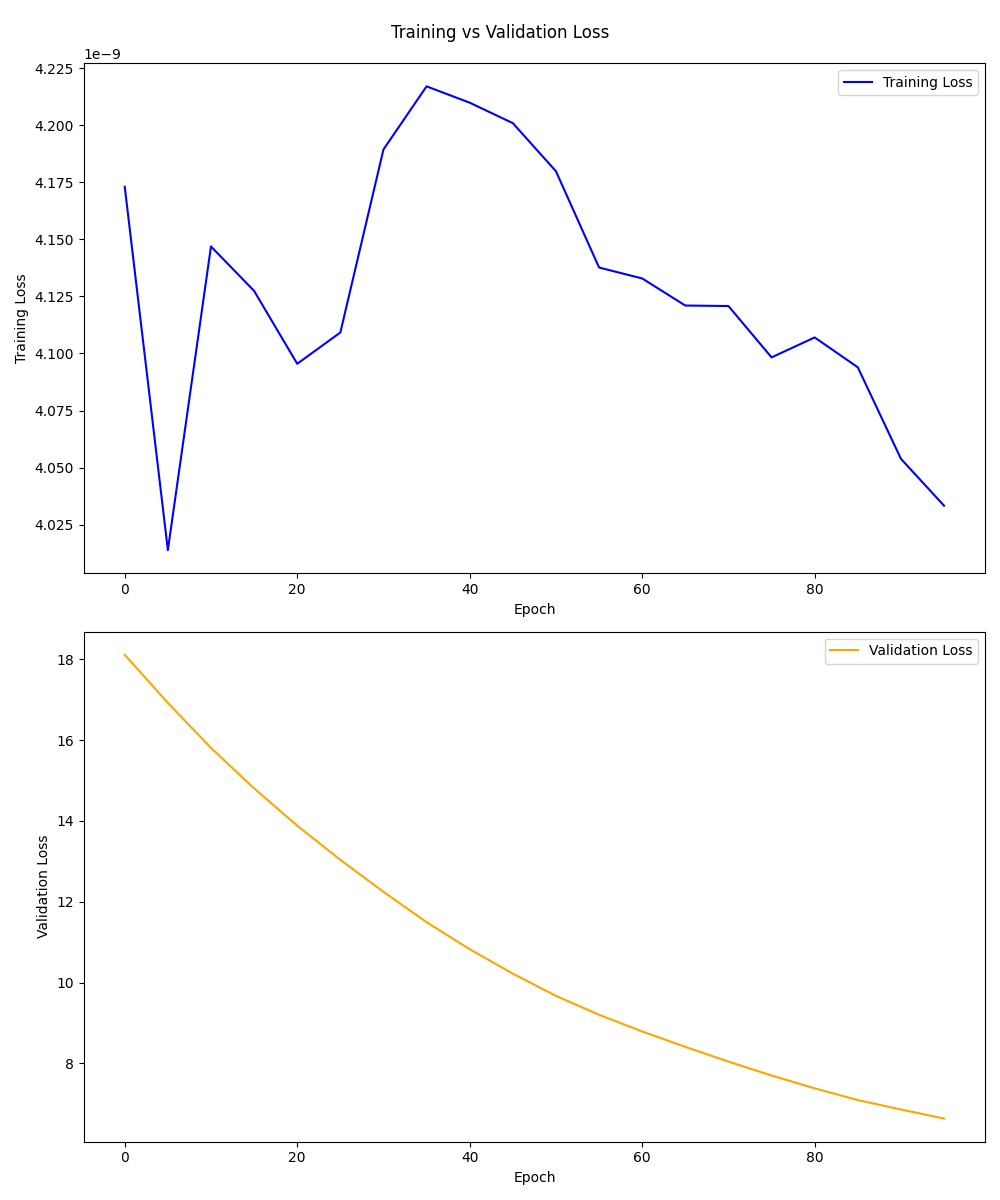 Training vs Validation Loss
1e−9
Training Loss
4.225
4.200
4.175
4.150
4.125
4.100
4.075
4.050
4.025
Training Loss
0 20 40 60 80
Epoch
Validation Loss
18
16
14
12
10
8
Validation Loss
0 20 40 60 80
Epoch